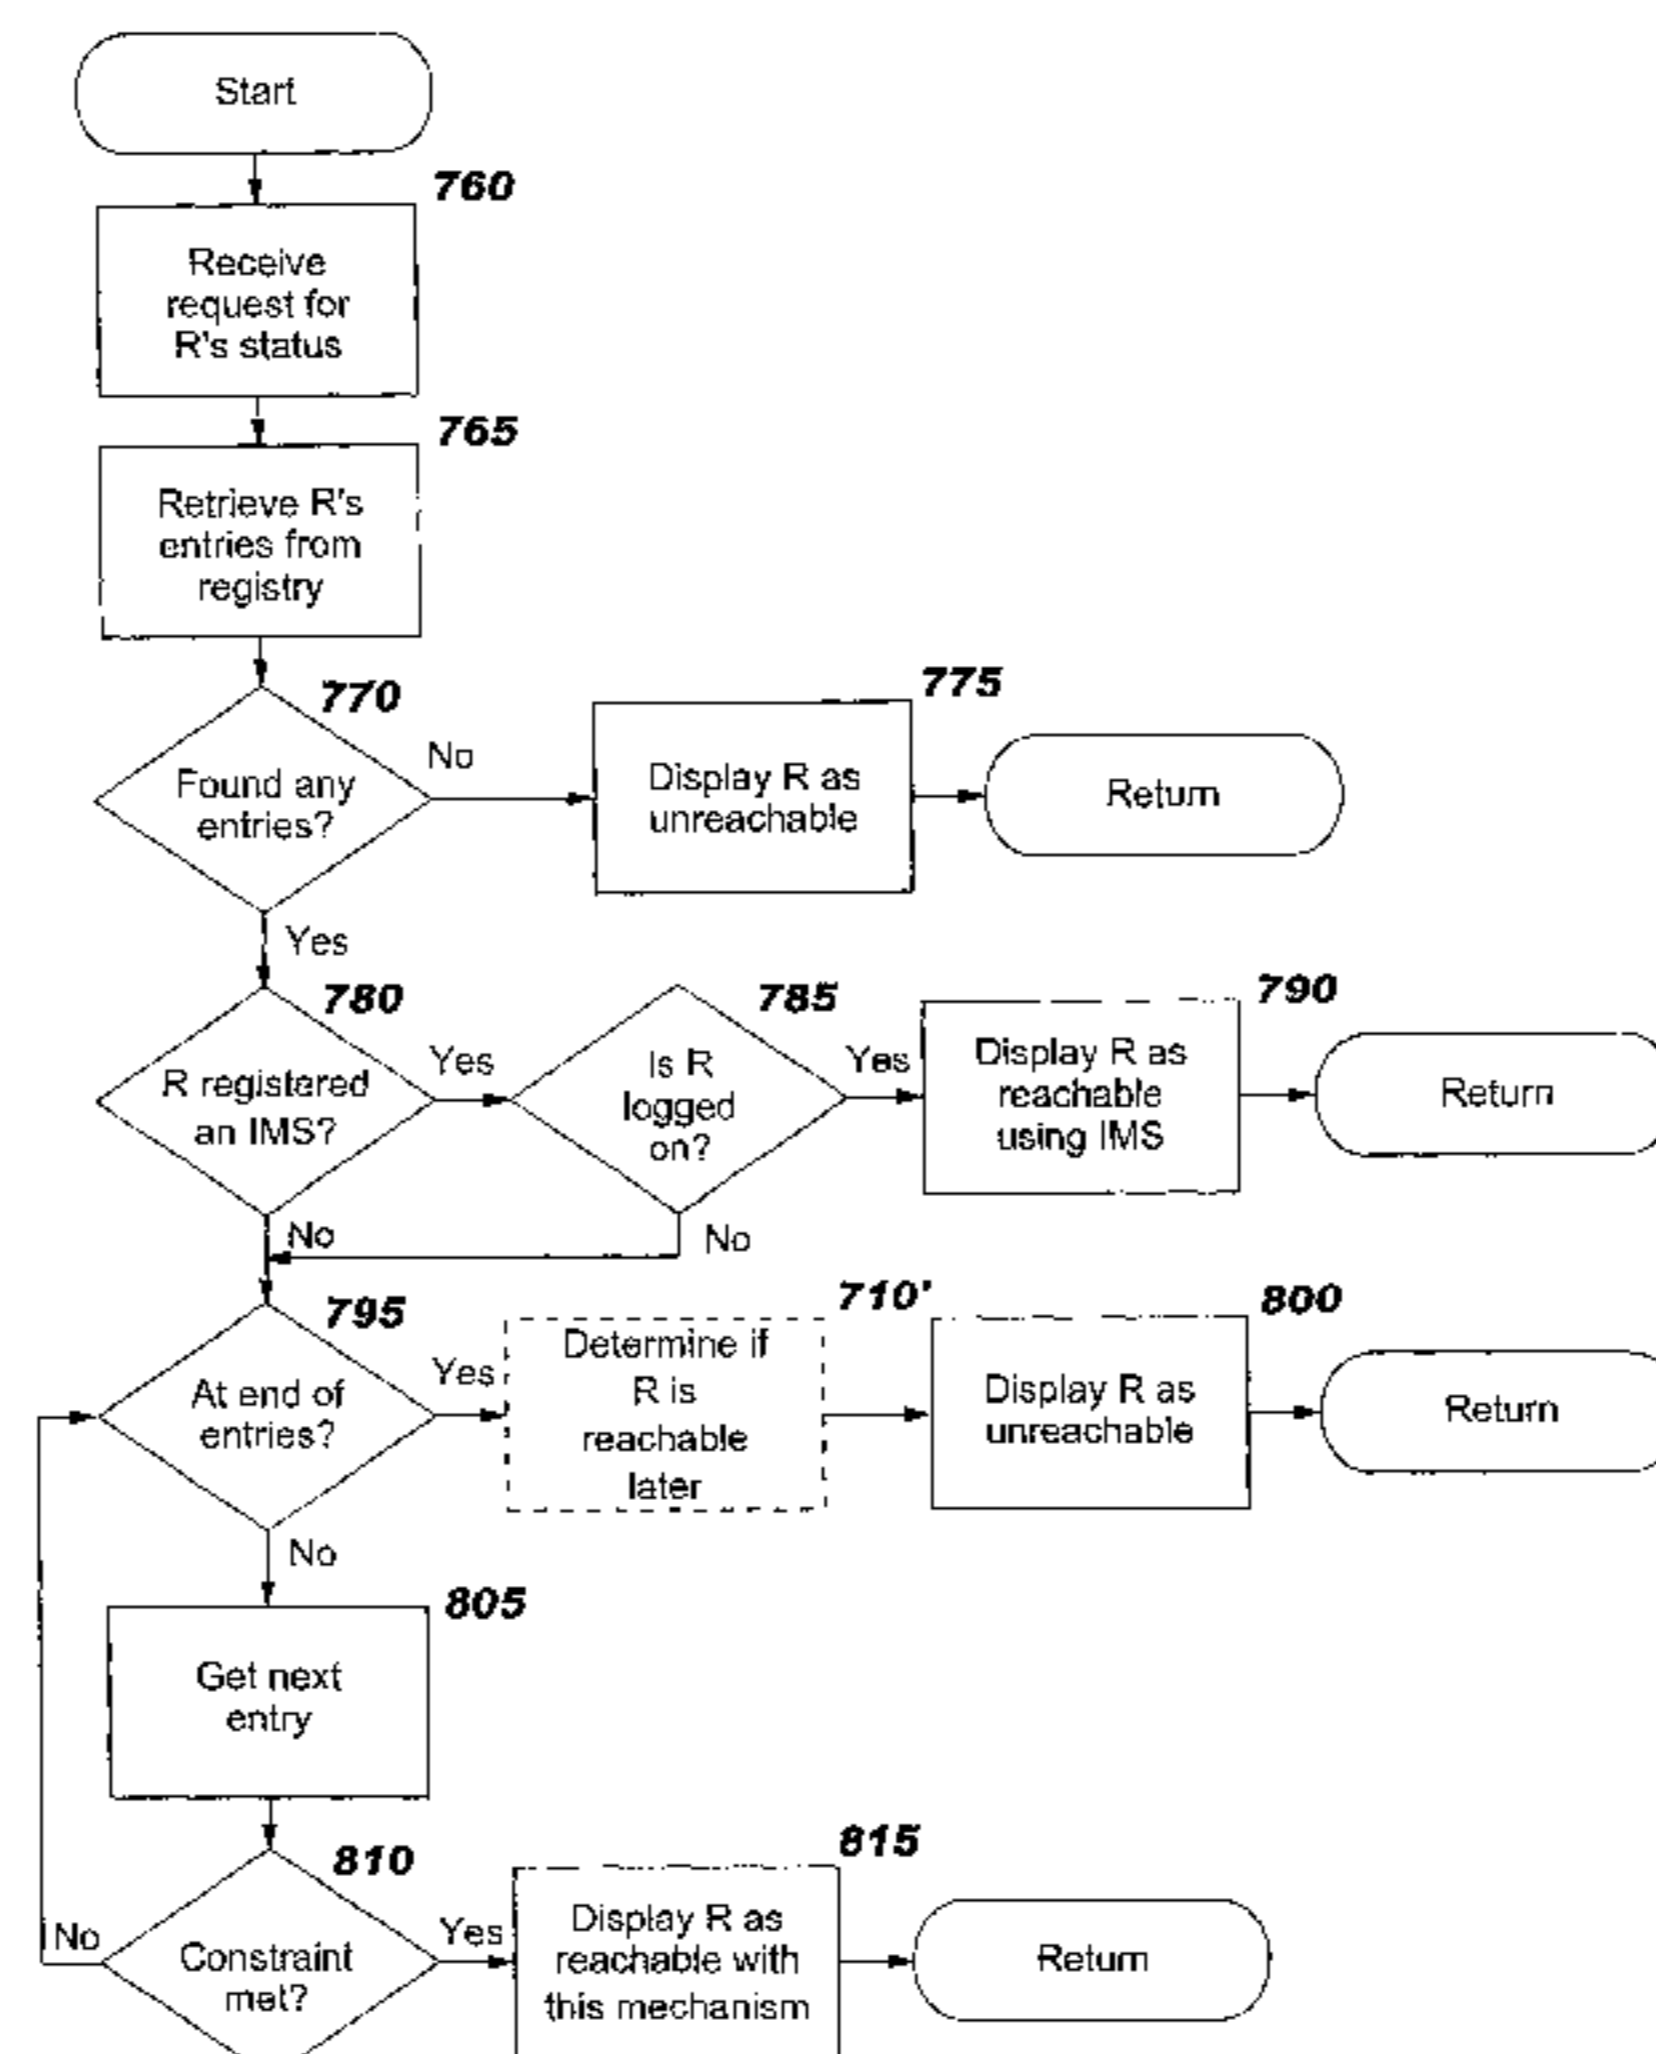 Start
760
Receive
request for
R's status
765
Retrieve R's
entries from
registry
770
Found any
entries?
No
775
Display R as
unreachable
Return
Yes
780
R registered
an IMS?
Yes
785
Is R
logged
on?
Yes
790
Display R as
reachable
using IMS
Return
No
No
795
At end of
entries?
Yes
710'
Determine if
R is
reachable
later
800
Display R as
unreachable
Return
No
805
Get next
entry
810
Constraint
met?
No
Yes
815
Display R as
reachable with
this mechanism
Return